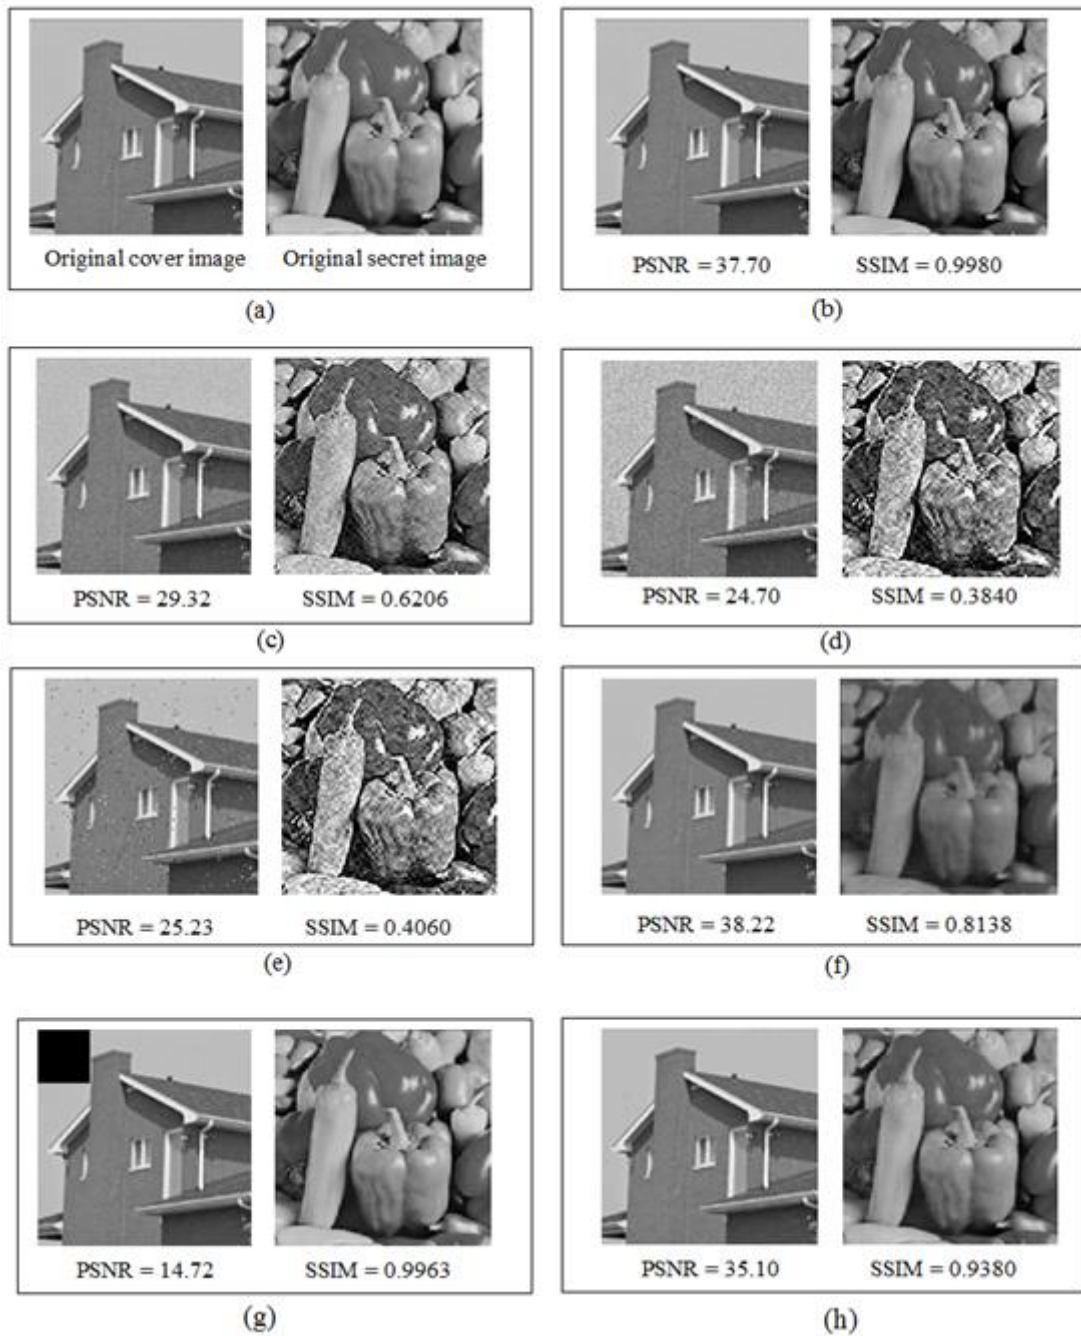 Original cover image Original secret image
(a)
PSNR = 37.70 SSIM = 0.9980
(b)
PSNR = 29.32 SSIM = 0.6206
(c)
PSNR = 24.70 SSIM = 0.3840
(d)
PSNR = 25.23 SSIM = 0.4060
(e)
PSNR = 38.22 SSIM = 0.8138
(f)
PSNR = 14.72 SSIM = 0.9963
(g)
PSNR = 35.10 SSIM = 0.9380
(h)